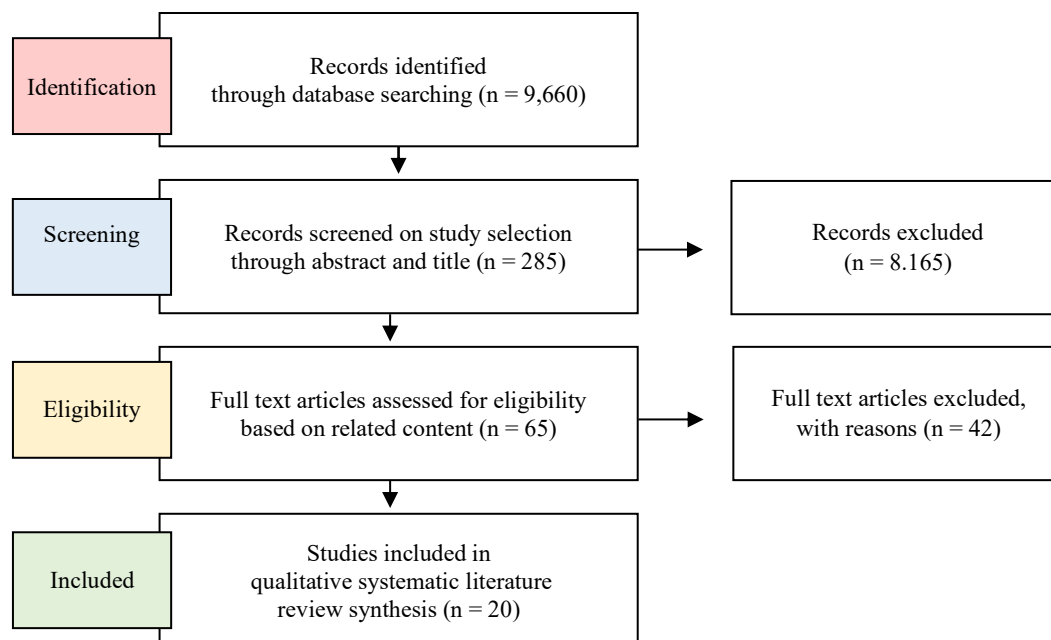 Identification
Records identified
through database searching (n = 9,660)
Screening
Records screened on study selection
through abstract and title (n = 285)
Records excluded
(n = 8.165)
Eligibility
Full text articles assessed for eligibility
based on related content (n = 65)
Full text articles excluded,
with reasons (n = 42)
Included
Studies included in
qualitative systematic literature
review synthesis (n = 20)